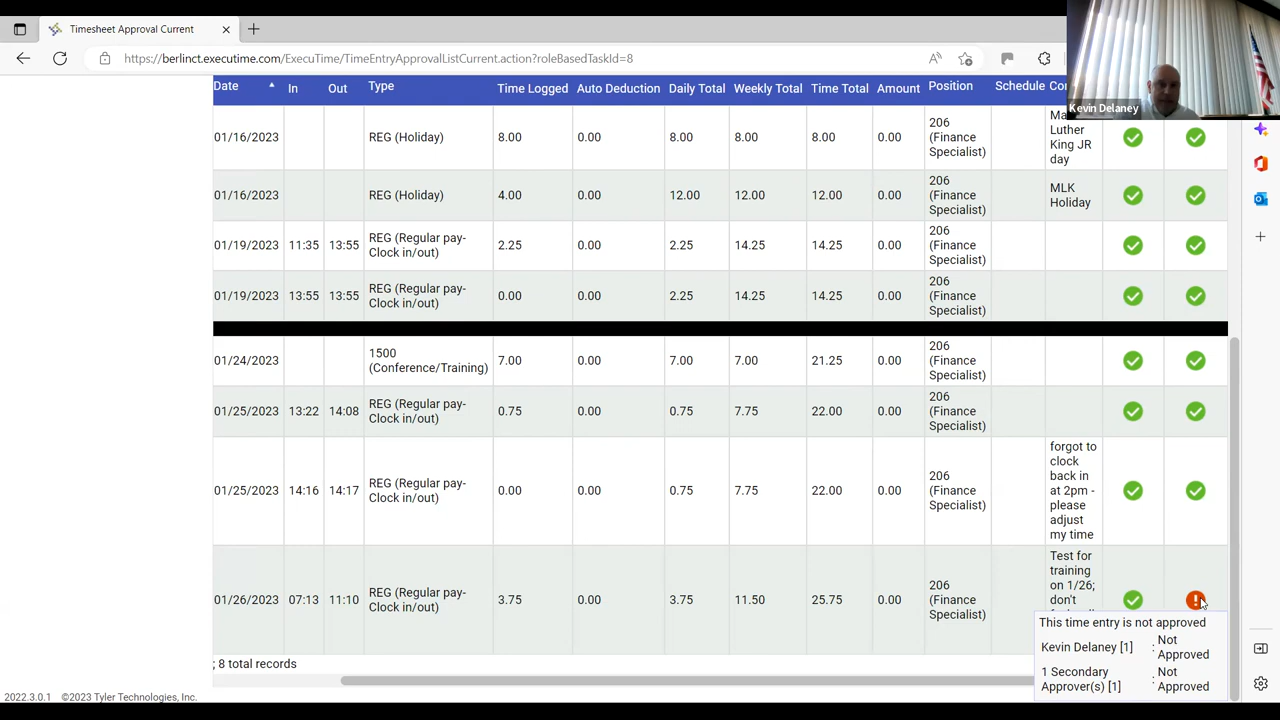 Timesheet Approval Current
https://berlinct.executime.com/ExecuTime/TimeEntryApprovalListCurrent.action?roleBasedTaskId=8
Kevin Delaney
Date In Out Type Time Logged Auto Deduction Daily Total Weekly Total Time Total Amount Position Schedule
01/16/2023 REG (Holiday) 8.00 0.00 8.00 8.00 8.00 0.00 206
(Finance
Specialist)
Luther
King JR
day
01/16/2023 REG (Holiday) 4.00 0.00 12.00 12.00 12.00 0.00 206
(Finance
Specialist)
MLK
Holiday
01/19/2023 11:35 13:55 REG (Regular pay-
Clock in/out)
2.25 0.00 2.25 14.25 14.25 0.00 206
(Finance
Specialist)
01/19/2023 13:55 13:55 REG (Regular pay-
Clock in/out)
0.00 0.00 2.25 14.25 14.25 0.00 206
(Finance
Specialist)
01/24/2023 1500
(Conference/Training)
7.00 0.00 7.00 7.00 21.25 0.00 206
(Finance
Specialist)
01/25/2023 13:22 14:08 REG (Regular pay-
Clock in/out)
0.75 0.00 0.75 7.75 22.00 0.00 206
(Finance
Specialist)
01/25/2023 14:16 14:17 REG (Regular pay-
Clock in/out)
0.00 0.00 0.75 7.75 22.00 0.00 206
(Finance
Specialist)
forgot to
clock
back in
at 2pm -
please
adjust
my time
01/26/2023 07:13 11:10 REG (Regular pay-
Clock in/out)
3.75 0.00 3.75 11.50 25.75 0.00 206
(Finance
Specialist)
Test for
training
on 1/26;
don't
This time entry is not approved
Kevin Delaney [1] : Not
Approved
1 Secondary
Approver(s) [1] : Not
Approved
; 8 total records
2022.3.0.1 ©2023 Tyler Technologies, Inc.